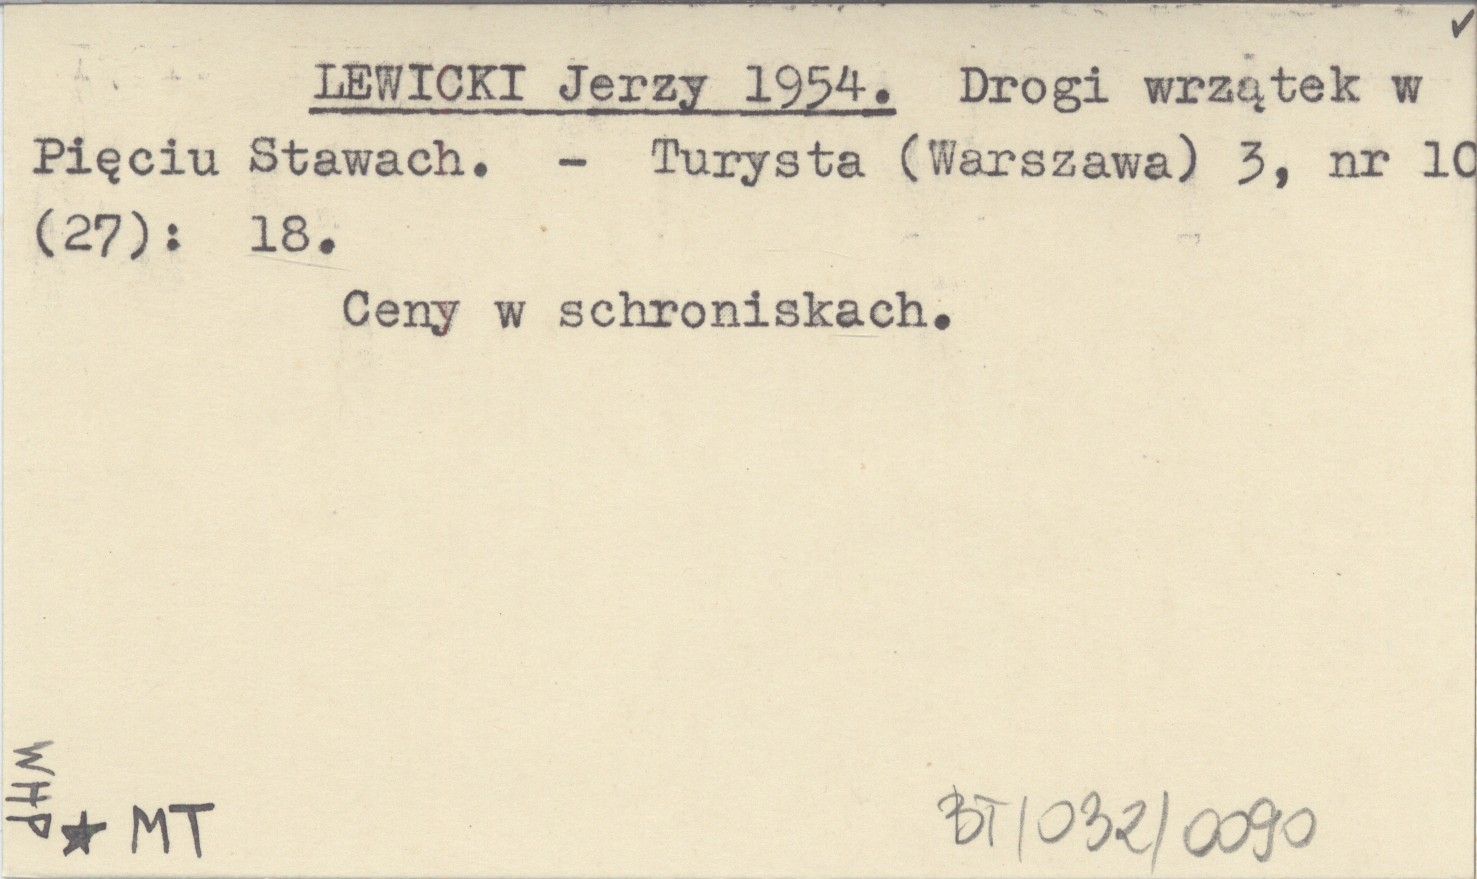 LEWICKI Jerzy 1954. Drogi wrzątek w
Pięciu Stawach. - Turysta (Warszawa) 3, nr 10
(27): 18.
Ceny w schroniskach.
WHP
★ MT
BT/032/0090